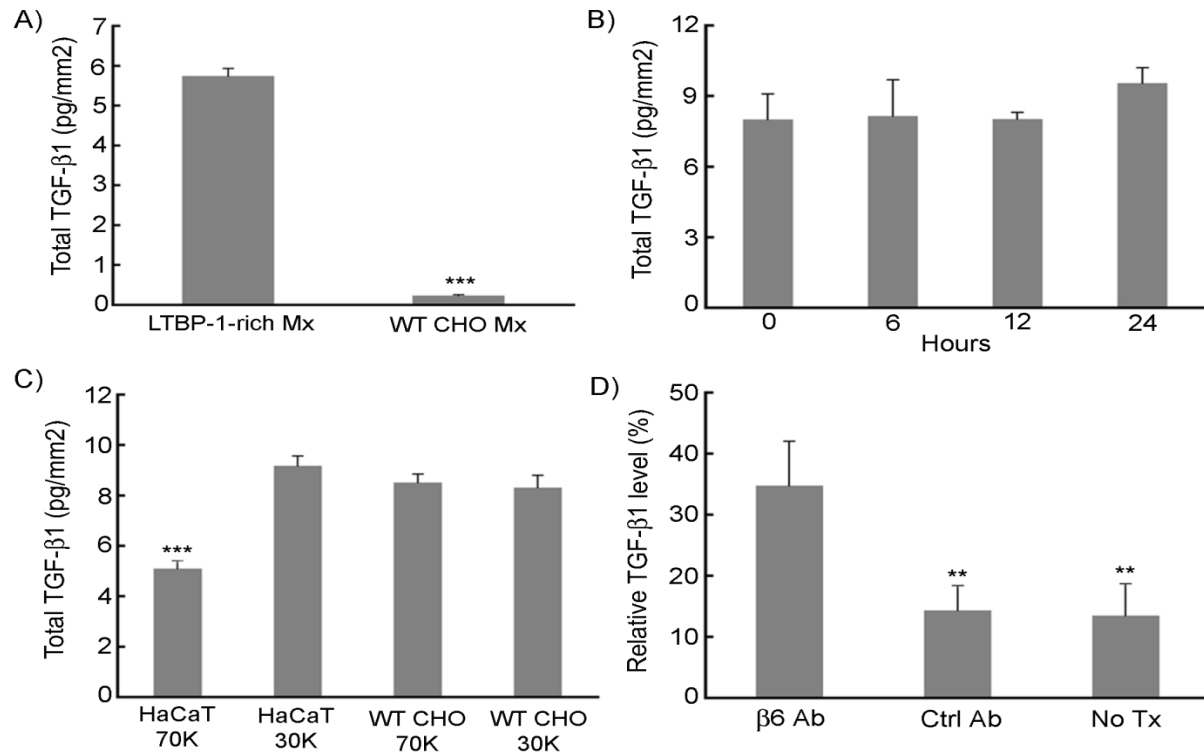 A)
Total TGF-β1 (pg/mm2)
7
6
5
4
3
2
1
0
***
LTBP-1-rich Mx WT CHO Mx
B)
Total TGF-β1 (pg/mm2)
12
9
6
3
0
0 6 12 24
Hours
C)
Total TGF-β1 (pg/mm2)
12
10
8
6
4
2
0
***
HaCaT 70K
HaCaT 30K
WT CHO 70K
WT CHO 30K
D)
Relative TGF-β1 level (%)
50
40
30
20
10
0
** **
β6 Ab Ctrl Ab No Tx